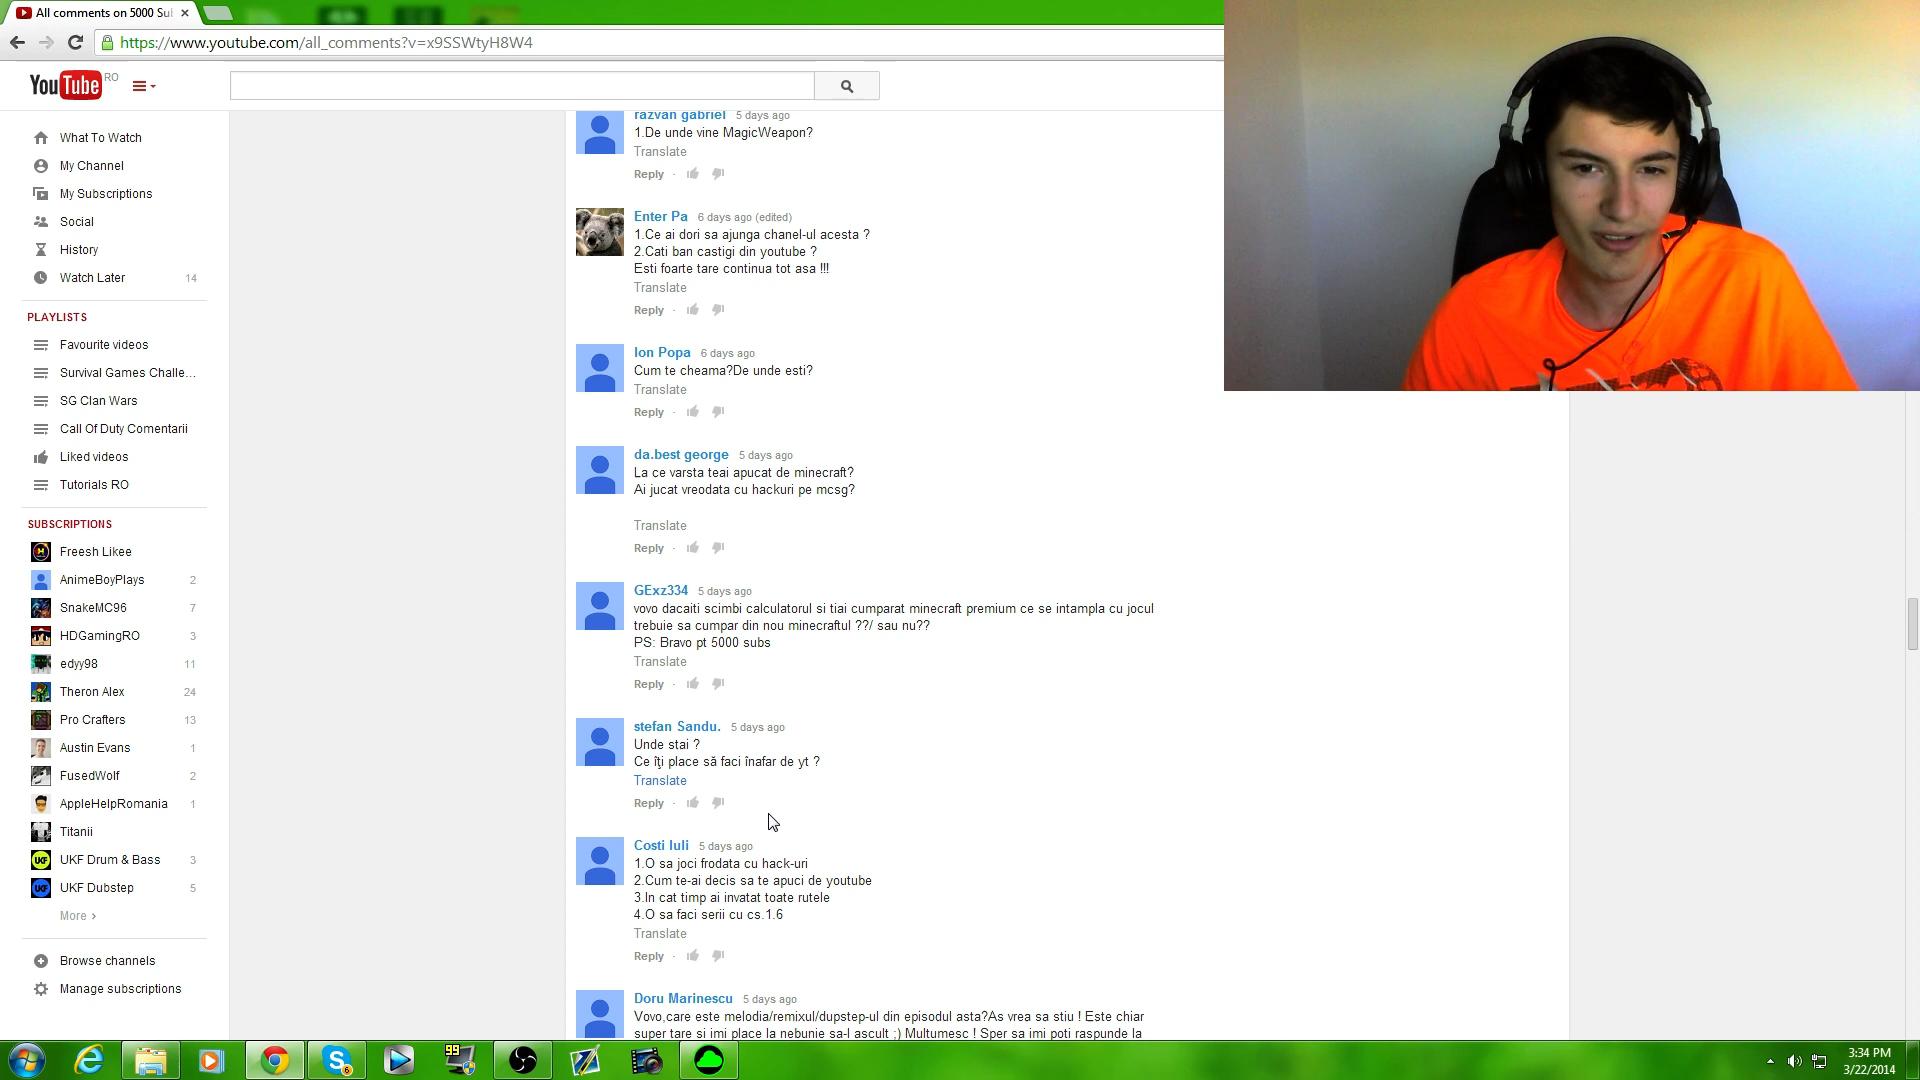 All comments on 5000 Sul
https://www.youtube.com/all_comments?v=x9SSWtyH8W4
YouTube RO
What To Watch
My Channel
My Subscriptions
Social
History
Watch Later 14
PLAYLISTS
Favourite videos
Survival Games Challe...
SG Clan Wars
Call Of Duty Comentarii
Liked videos
Tutorials RO
SUBSCRIPTIONS
Freesh Likee
AnimeBoyPlays 2
SnakeMC96 7
HDGamingRO 3
edyy98 11
Theron Alex 24
Pro Crafters 13
Austin Evans 1
FusedWolf 2
AppleHelpRomania 1
Titanii
UKF Drum & Bass 3
UKF Dubstep 5
More ›
Browse channels
Manage subscriptions
razvan gabriel 5 days ago
1.De unde vine MagicWeapon?
Translate
Reply ·
Enter Pa 6 days ago (edited)
1.Ce ai dori sa ajunga chanel-ul acesta ?
2.Cati ban castigi din youtube ?
Esti foarte tare continua tot asa !!!
Translate
Reply ·
Ion Popa 6 days ago
Cum te cheama?De unde esti?
Translate
Reply ·
da.best george 5 days ago
La ce varsta teai apucat de minecraft?
Ai jucat vreodata cu hackuri pe mcsg?
Translate
Reply ·
GExz334 5 days ago
vovo dacaiti scimbi calculatorul si tiai cumparat minecraft premium ce se intampla cu jocul
trebuie sa cumpar din nou minecraftul ??/ sau nu??
PS: Bravo pt 5000 subs
Translate
Reply ·
stefan Sandu. 5 days ago
Unde stai ?
Ce îţi place să faci înafar de yt ?
Translate
Reply ·
Costi Iuli 5 days ago
1.O sa joci frodata cu hack-uri
2.Cum te-ai decis sa te apuci de youtube
3.In cat timp ai invatat toate rutele
4.O sa faci serii cu cs.1.6
Translate
Reply ·
Doru Marinescu 5 days ago
Vovo,care este melodia/remixul/dupstep-ul din episodul asta?As vrea sa stiu ! Este chiar
super tare si imi place la nebunie sa-l ascult ;) Multumesc ! Sper sa imi poti raspunde la
99
6
3:34 PM
3/22/2014